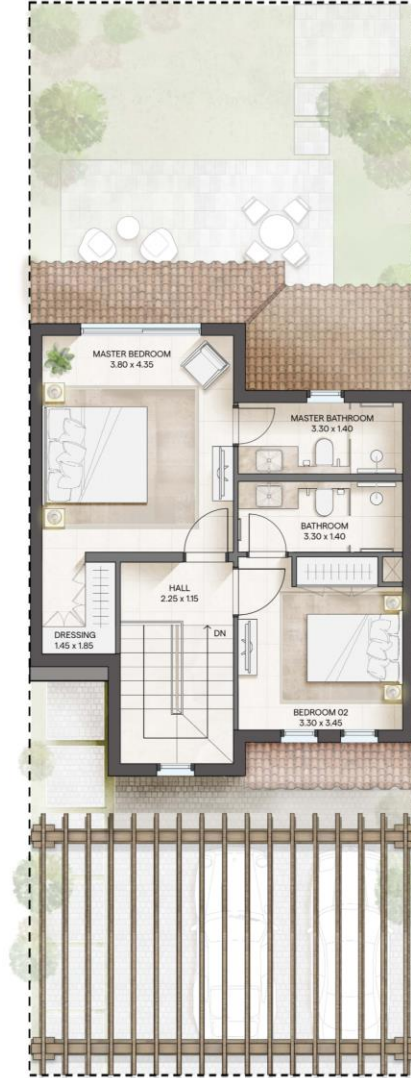 MASTER BEDROOM
3.80 x 4.35
MASTER BATHROOM
3.30 x 1.40
BATHROOM
3.30 x 1.40
HALL
2.25 x 1.15
DN
DRESSING
1.45 x 1.85
BEDROOM 02
3.30 x 3.45